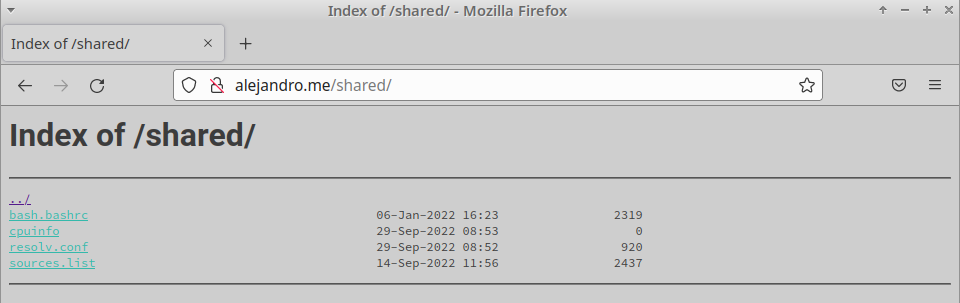 Index of /shared/ - Mozilla Firefox
Index of /shared/
alejandro.me/shared/
Index of /shared/
../
bash.bashrc 06-Jan-2022 16:23 2319
cpuinfo 29-Sep-2022 08:53 0
resolv.conf 29-Sep-2022 08:52 920
sources.list 14-Sep-2022 11:56 2437